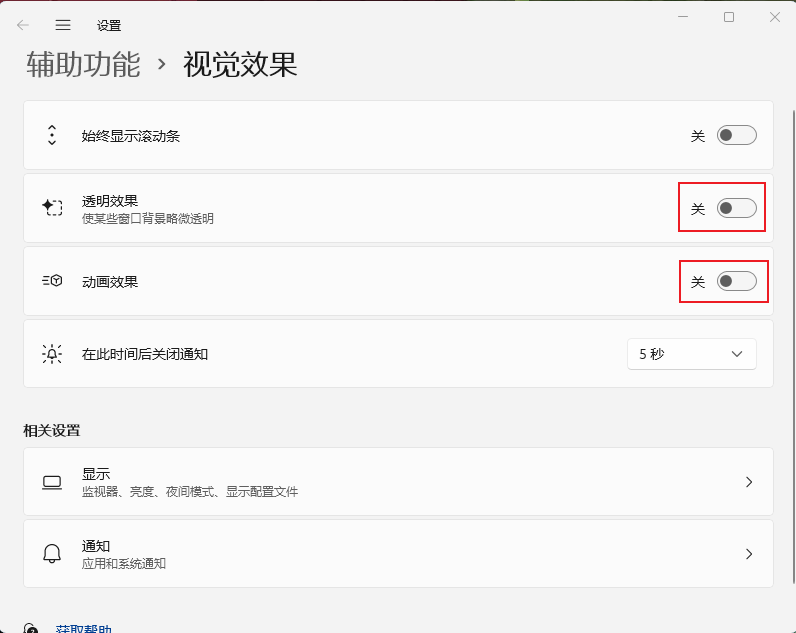 设置
辅助功能 › 视觉效果
始终显示滚动条
关
透明效果
使某些窗口背景略微透明
关
动画效果
关
在此时间后关闭通知
5 秒
相关设置
显示
监视器、亮度、夜间模式、显示配置文件
通知
应用和系统通知
获取帮助